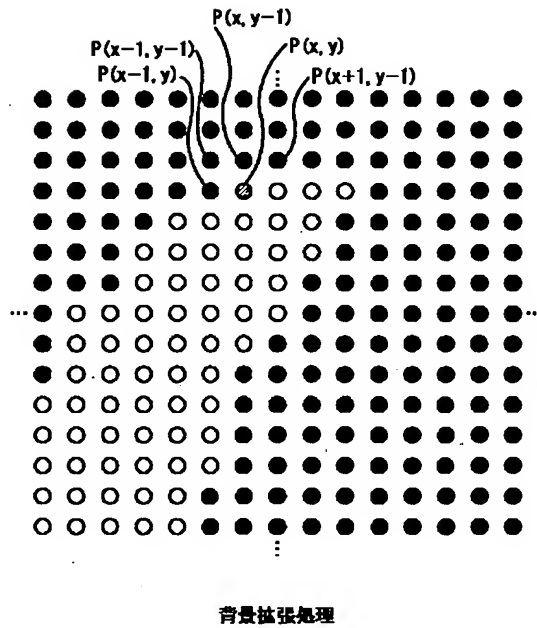 P(x, y−1)
P(x−1, y−1)
P(x, y)
P(x−1, y)
P(x+1, y−1)
背景拡張処理